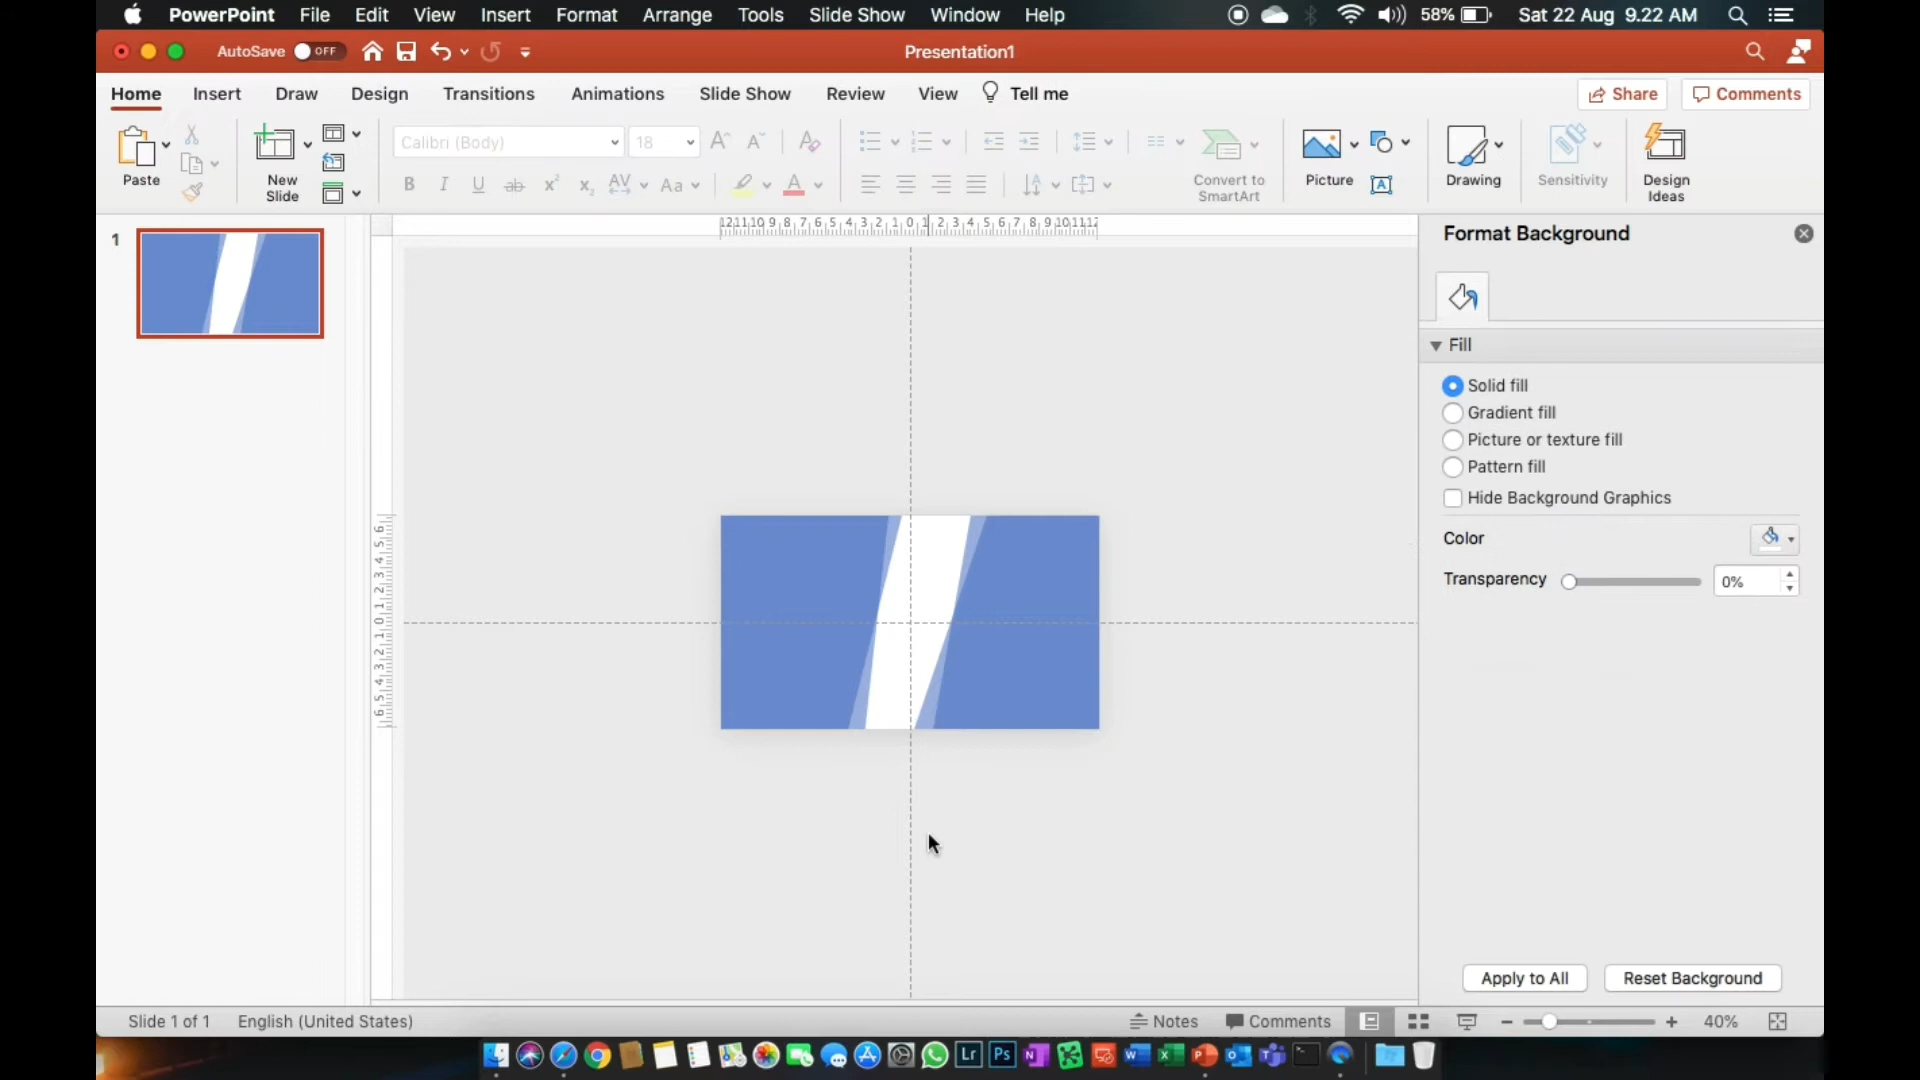 PowerPoint File Edit View Insert Format Arrange Tools Slide Show Window Help 58% Sat 22 Aug 9.22 AM
AutoSave OFF Presentation1
Home Insert Draw Design Transitions Animations Slide Show Review View Tell me Share Comments
Calibri (Body) 18
Paste New Slide Convert to SmartArt Picture Drawing Sensitivity Design Ideas
1
Format Background
Fill
Solid fill
Gradient fill
Picture or texture fill
Pattern fill
Hide Background Graphics
Color
Transparency 0%
Apply to All Reset Background
Slide 1 of 1 English (United States) Notes Comments 40%
Lr Ps